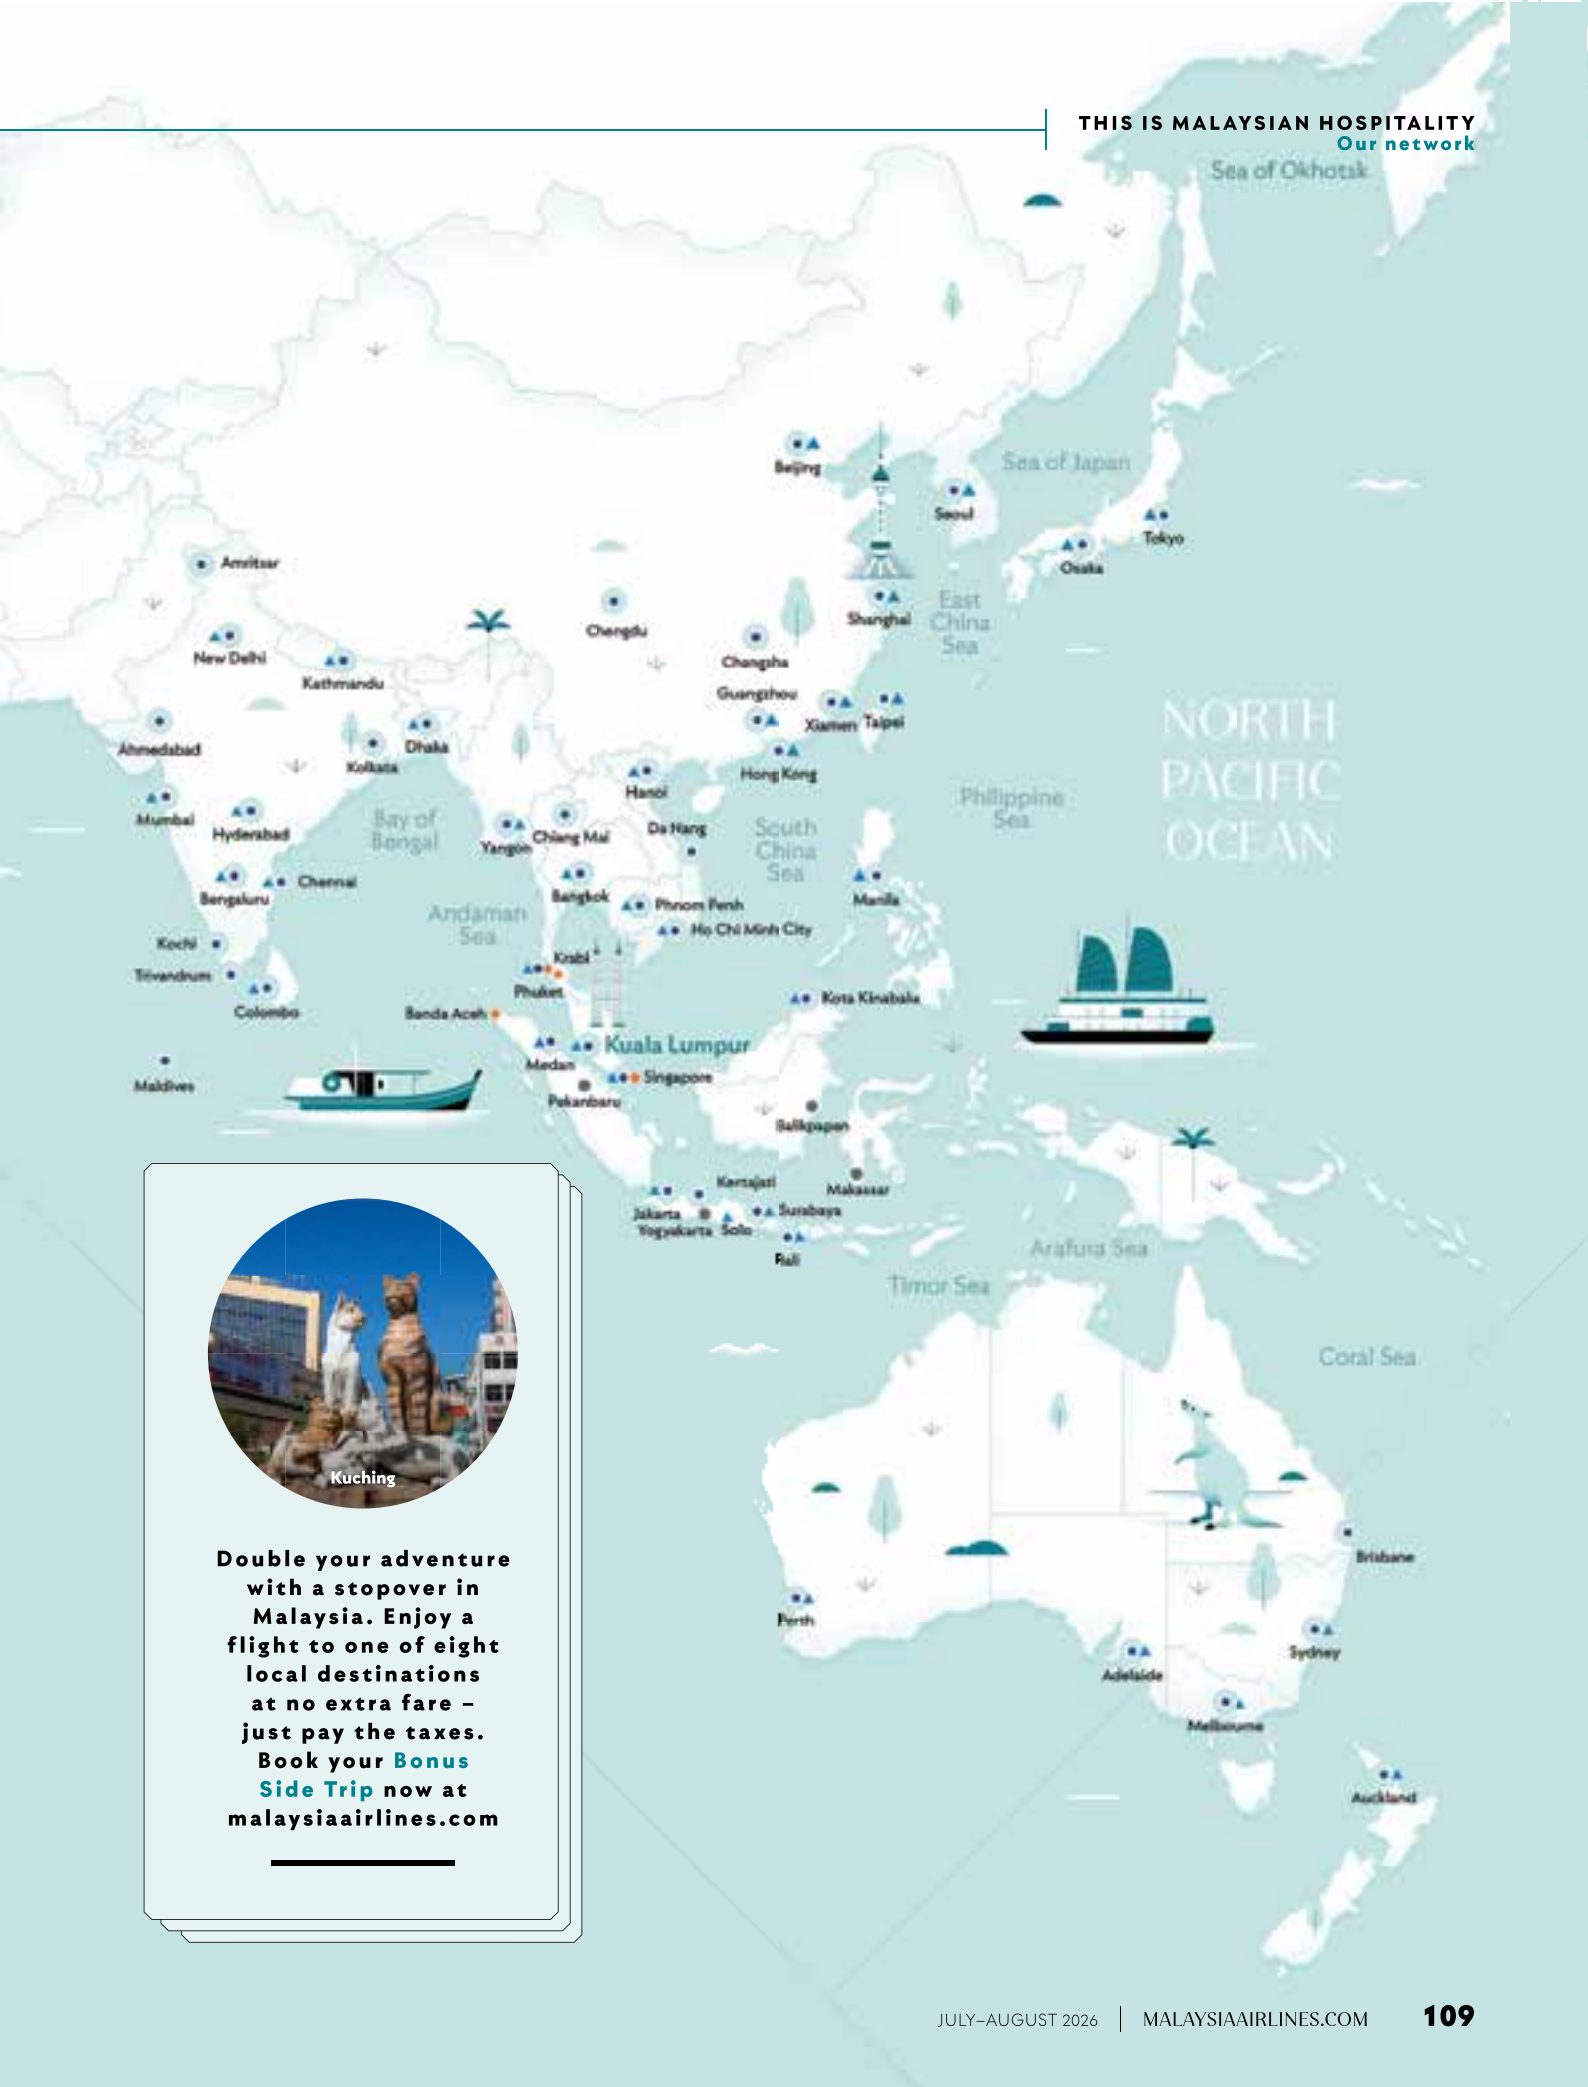 THIS IS MALAYSIAN HOSPITALITY
Our network
Sea of Okhotsk
Beijing
Sea of Japan
Seoul
Tokyo
Osaka
Amritsar
Chengdu
Shanghai
East
China
Sea
New Delhi
Kathmandu
Changsha
Guangzhou
Xiamen
Taipei
Ahmedabad
Kolkata
Dhaka
Hong Kong
Hanoi
NORTH
PACIFIC
OCEAN
Mumbai
Hyderabad
Bay of
Bengal
Yangon
Chiang Mai
Da Nang
South
China
Sea
Philippine
Sea
Bengaluru
Chennai
Bangkok
Phnom Penh
Manila
Andaman
Sea
Ho Chi Minh City
Kochi
Trivandrum
Krabi
Phuket
Colombo
Banda Aceh
Kota Kinabalu
Kuala Lumpur
Medan
Singapore
Maldives
Pekanbaru
Balikpapan
Kertajati
Makassar
Jakarta
Surabaya
Yogyakarta
Solo
Bali
Arafura Sea
Timor Sea
Coral Sea
Brisbane
Perth
Sydney
Adelaide
Melbourne
Auckland
Kuching
Double your adventure
with a stopover in
Malaysia. Enjoy a
flight to one of eight
local destinations
at no extra fare –
just pay the taxes.
Book your Bonus
Side Trip now at
malaysiaairlines.com
JULY–AUGUST 2026
MALAYSIAAIRLINES.COM
109